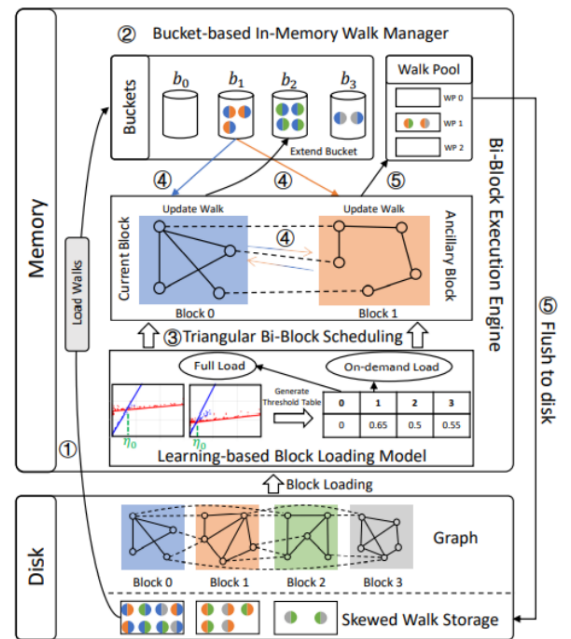 ② Bucket-based In-Memory Walk Manager
Buckets
b0
b1
b2
b3
Extend Bucket
Walk Pool
WP 0
WP 1
WP 2
④
④
⑤
Memory
Load Walks
①
Bi-Block Execution Engine
⑤ Flush to disk
Current Block
Update Walk
④
Update Walk
Ancillary Block
Block 0
Block 1
③ Triangular Bi-Block Scheduling
Full Load
On-demand Load
η0
η0
Generate
Threshold Table
0 1 2 3
0 0.65 0.5 0.55
Learning-based Block Loading Model
Block Loading
Disk
Graph
Block 0
Block 1
Block 2
Block 3
Skewed Walk Storage